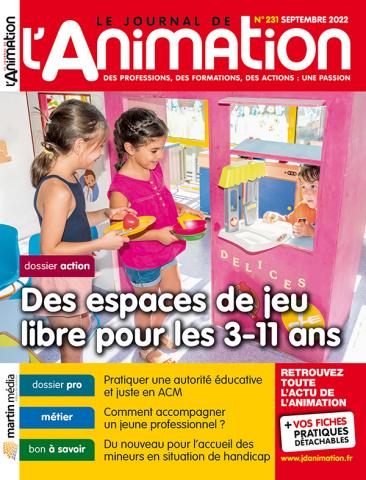 LE JOURNAL DE
N° 231 SEPTEMBRE 2022
l'Animation
DES PROFESSIONS, DES FORMATIONS, DES ACTIONS : UNE PASSION
l'Animation
DELICES
dossier action
Des espaces de jeu
libre pour les 3-11 ans
dossier pro
Pratiquer une autorité éducative
et juste en ACM
métier
Comment accompagner
un jeune professionnel ?
bon à savoir
Du nouveau pour l'accueil des
mineurs en situation de handicap
martin média
RETROUVEZ
TOUTE
L'ACTU DE
L'ANIMATION
+ VOS FICHES
PRATIQUES
DÉTACHABLES
www.jdanimation.fr